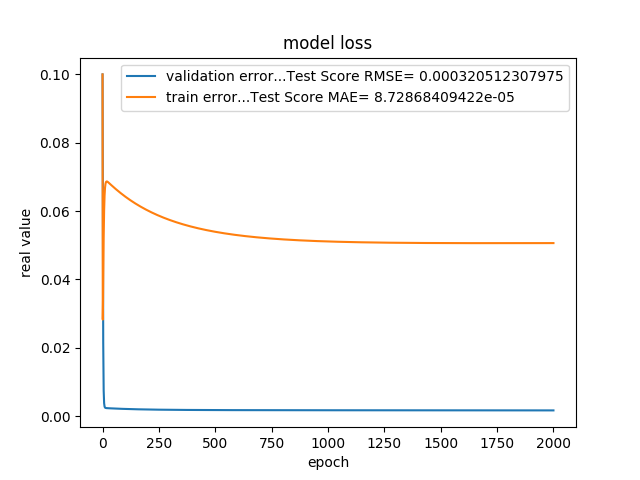 model loss
validation error...Test Score RMSE= 0.000320512307975
train error...Test Score MAE= 8.72868409422e-05
real value
0.10
0.08
0.06
0.04
0.02
0.00
0 250 500 750 1000 1250 1500 1750 2000
epoch